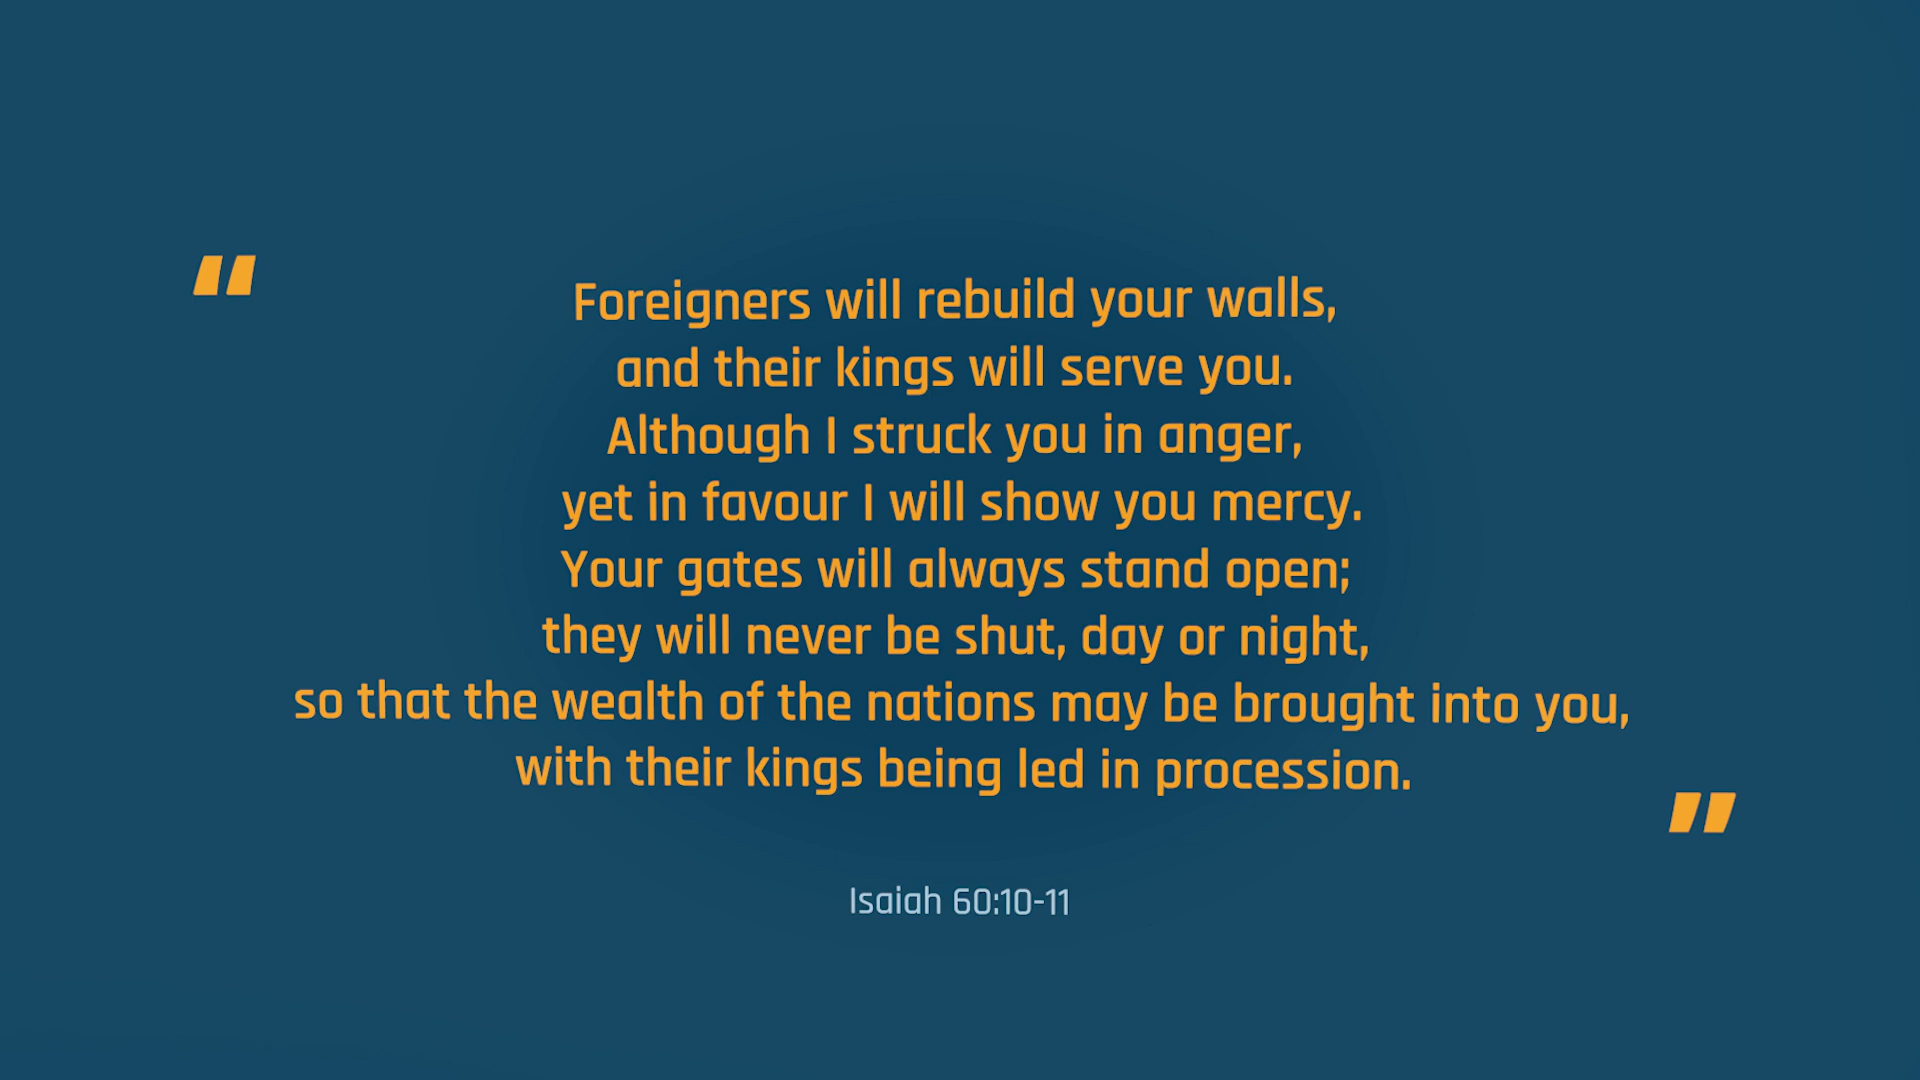 “
Foreigners will rebuild your walls,
and their kings will serve you.
Although I struck you in anger,
yet in favour I will show you mercy.
Your gates will always stand open;
they will never be shut, day or night,
so that the wealth of the nations may be brought into you,
with their kings being led in procession.
”
Isaiah 60:10-11